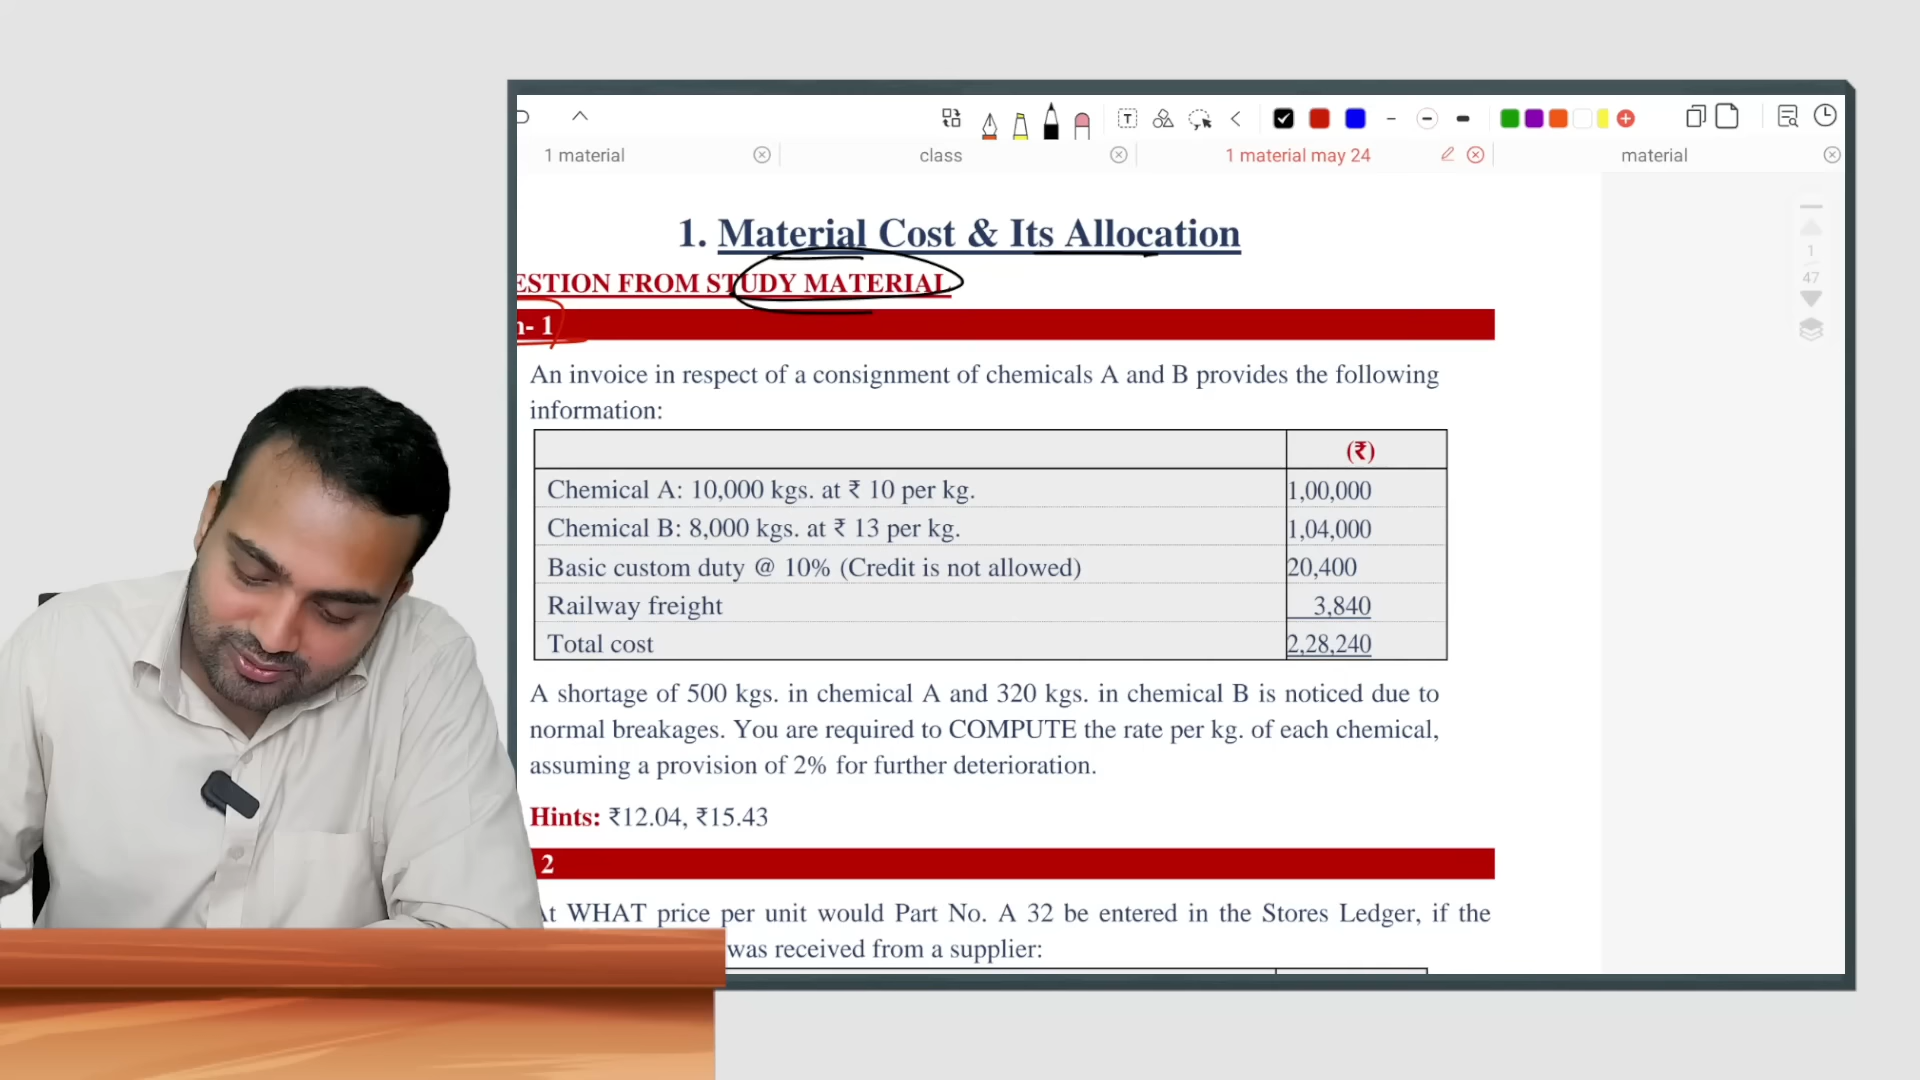 1 material
class
1 material may 24
material
1. Material Cost & Its Allocation
ESTION FROM STUDY MATERIAL
- 1
An invoice in respect of a consignment of chemicals A and B provides the following
information:
(₹)
Chemical A: 10,000 kgs. at ₹ 10 per kg. 1,00,000
Chemical B: 8,000 kgs. at ₹ 13 per kg. 1,04,000
Basic custom duty @ 10% (Credit is not allowed) 20,400
Railway freight 3,840
Total cost 2,28,240
A shortage of 500 kgs. in chemical A and 320 kgs. in chemical B is noticed due to
normal breakages. You are required to COMPUTE the rate per kg. of each chemical,
assuming a provision of 2% for further deterioration.
Hints: ₹12.04, ₹15.43
2
At WHAT price per unit would Part No. A 32 be entered in the Stores Ledger, if the
was received from a supplier:
1
47
T